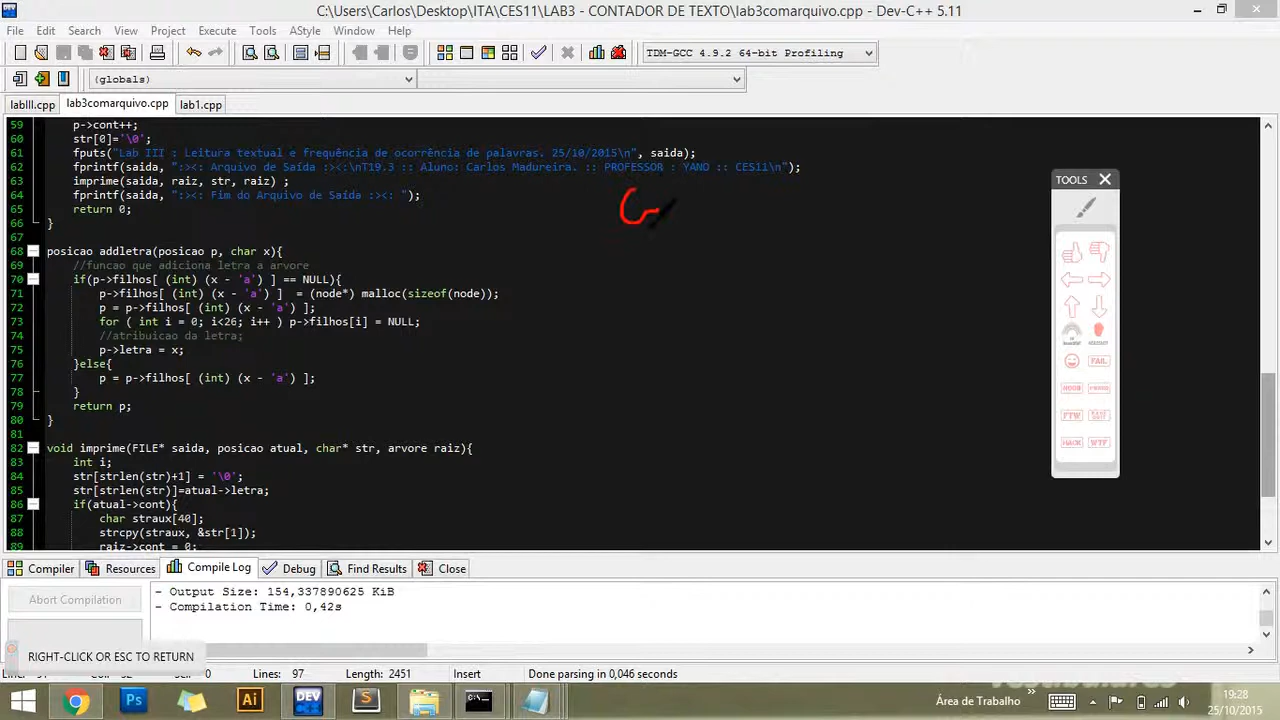 C:\Users\Carlos\Desktop\ITA\CES11\LAB3 - CONTADOR DE TEXTO\lab3comarquivo.cpp - Dev-C++ 5.11
File Edit Search View Project Execute Tools AStyle Window Help
TDM-GCC 4.9.2 64-bit Profiling
(globals)
labIII.cpp lab3comarquivo.cpp lab1.cpp
59 p->cont++;
60 str[0]='\0';
61 fputs("Lab III : Leitura textual e frequência de ocorrência de palavras. 25/10/2015\n", saida);
62 fprintf(saida, ":><: Arquivo de Saída :><:\nT19.3 :: Aluno: Carlos Madureira. :: PROFESSOR : YANO :: CES11\n");
63 imprime(saida, raiz, str, raiz) ;
64 fprintf(saida, ":><: Fim do Arquivo de Saída :><: ");
65 return 0;
66 }
67
68 posicao addletra(posicao p, char x){
69 //funcao que adiciona letra a arvore
70 if(p->filhos[ (int) (x - 'a') ] == NULL){
71 p->filhos[ (int) (x - 'a') ] = (node*) malloc(sizeof(node));
72 p = p->filhos[ (int) (x - 'a') ];
73 for ( int i = 0; i<26; i++ ) p->filhos[i] = NULL;
74 //atribuicao da letra;
75 p->letra = x;
76 }else{
77 p = p->filhos[ (int) (x - 'a') ];
78 }
79 return p;
80 }
81
82 void imprime(FILE* saida, posicao atual, char* str, arvore raiz){
83 int i;
84 str[strlen(str)+1] = '\0';
85 str[strlen(str)]=atual->letra;
86 if(atual->cont){
87 char straux[40];
88 strcpy(straux, &str[1]);
89 raiz->cont = 0;
TOOLS
FAIL
NOOB
FTW
HACK WTF
Compiler Resources Compile Log Debug Find Results Close
Abort Compilation
- Output Size: 154,337890625 KiB
- Compilation Time: 0,42s
RIGHT-CLICK OR ESC TO RETURN
Lines: 97 Length: 2451 Insert Done parsing in 0,046 seconds
Ps Ai DEV C++ S
Área de Trabalho
19:28
25/10/2015